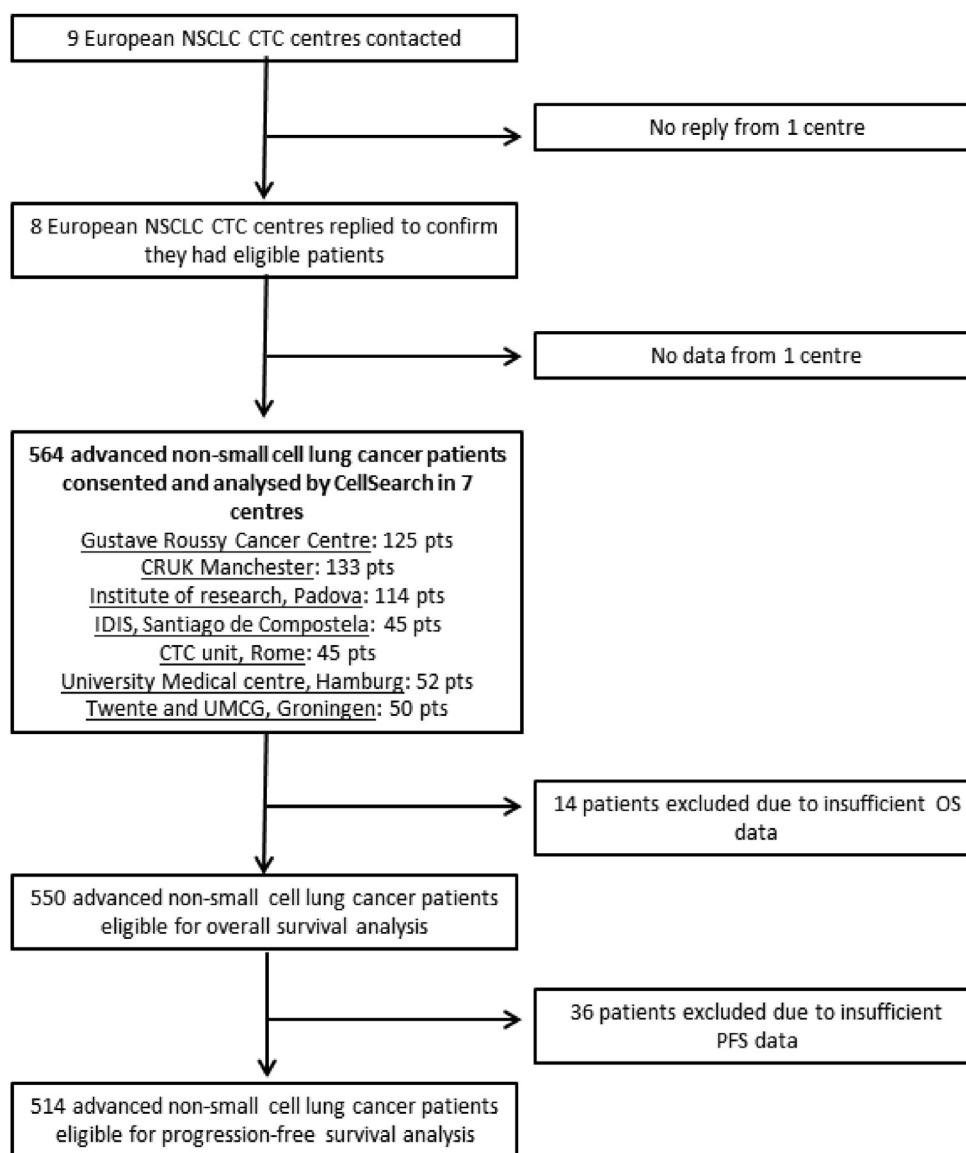 9 European NSCLC CTC centres contacted
No reply from 1 centre
8 European NSCLC CTC centres replied to confirm
they had eligible patients
No data from 1 centre
564 advanced non-small cell lung cancer patients
consented and analysed by CellSearch in 7
centres
Gustave Roussy Cancer Centre: 125 pts
CRUK Manchester: 133 pts
Institute of research, Padova: 114 pts
IDIS, Santiago de Compostela: 45 pts
CTC unit, Rome: 45 pts
University Medical centre, Hamburg: 52 pts
Twente and UMCG, Groningen: 50 pts
14 patients excluded due to insufficient OS
data
550 advanced non-small cell lung cancer patients
eligible for overall survival analysis
36 patients excluded due to insufficient
PFS data
514 advanced non-small cell lung cancer patients
eligible for progression-free survival analysis